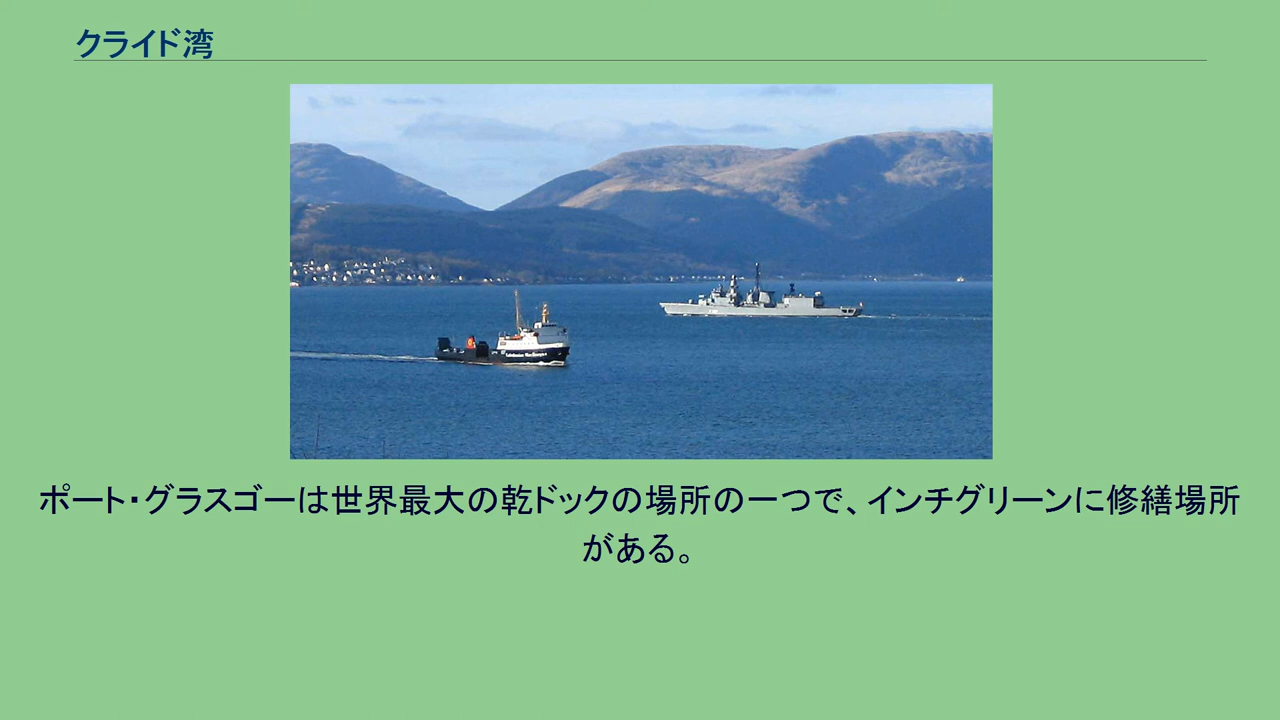 クライド湾
ポート・グラスゴーは世界最大の乾ドックの場所の一つで、インチグリーンに修繕場所
がある。